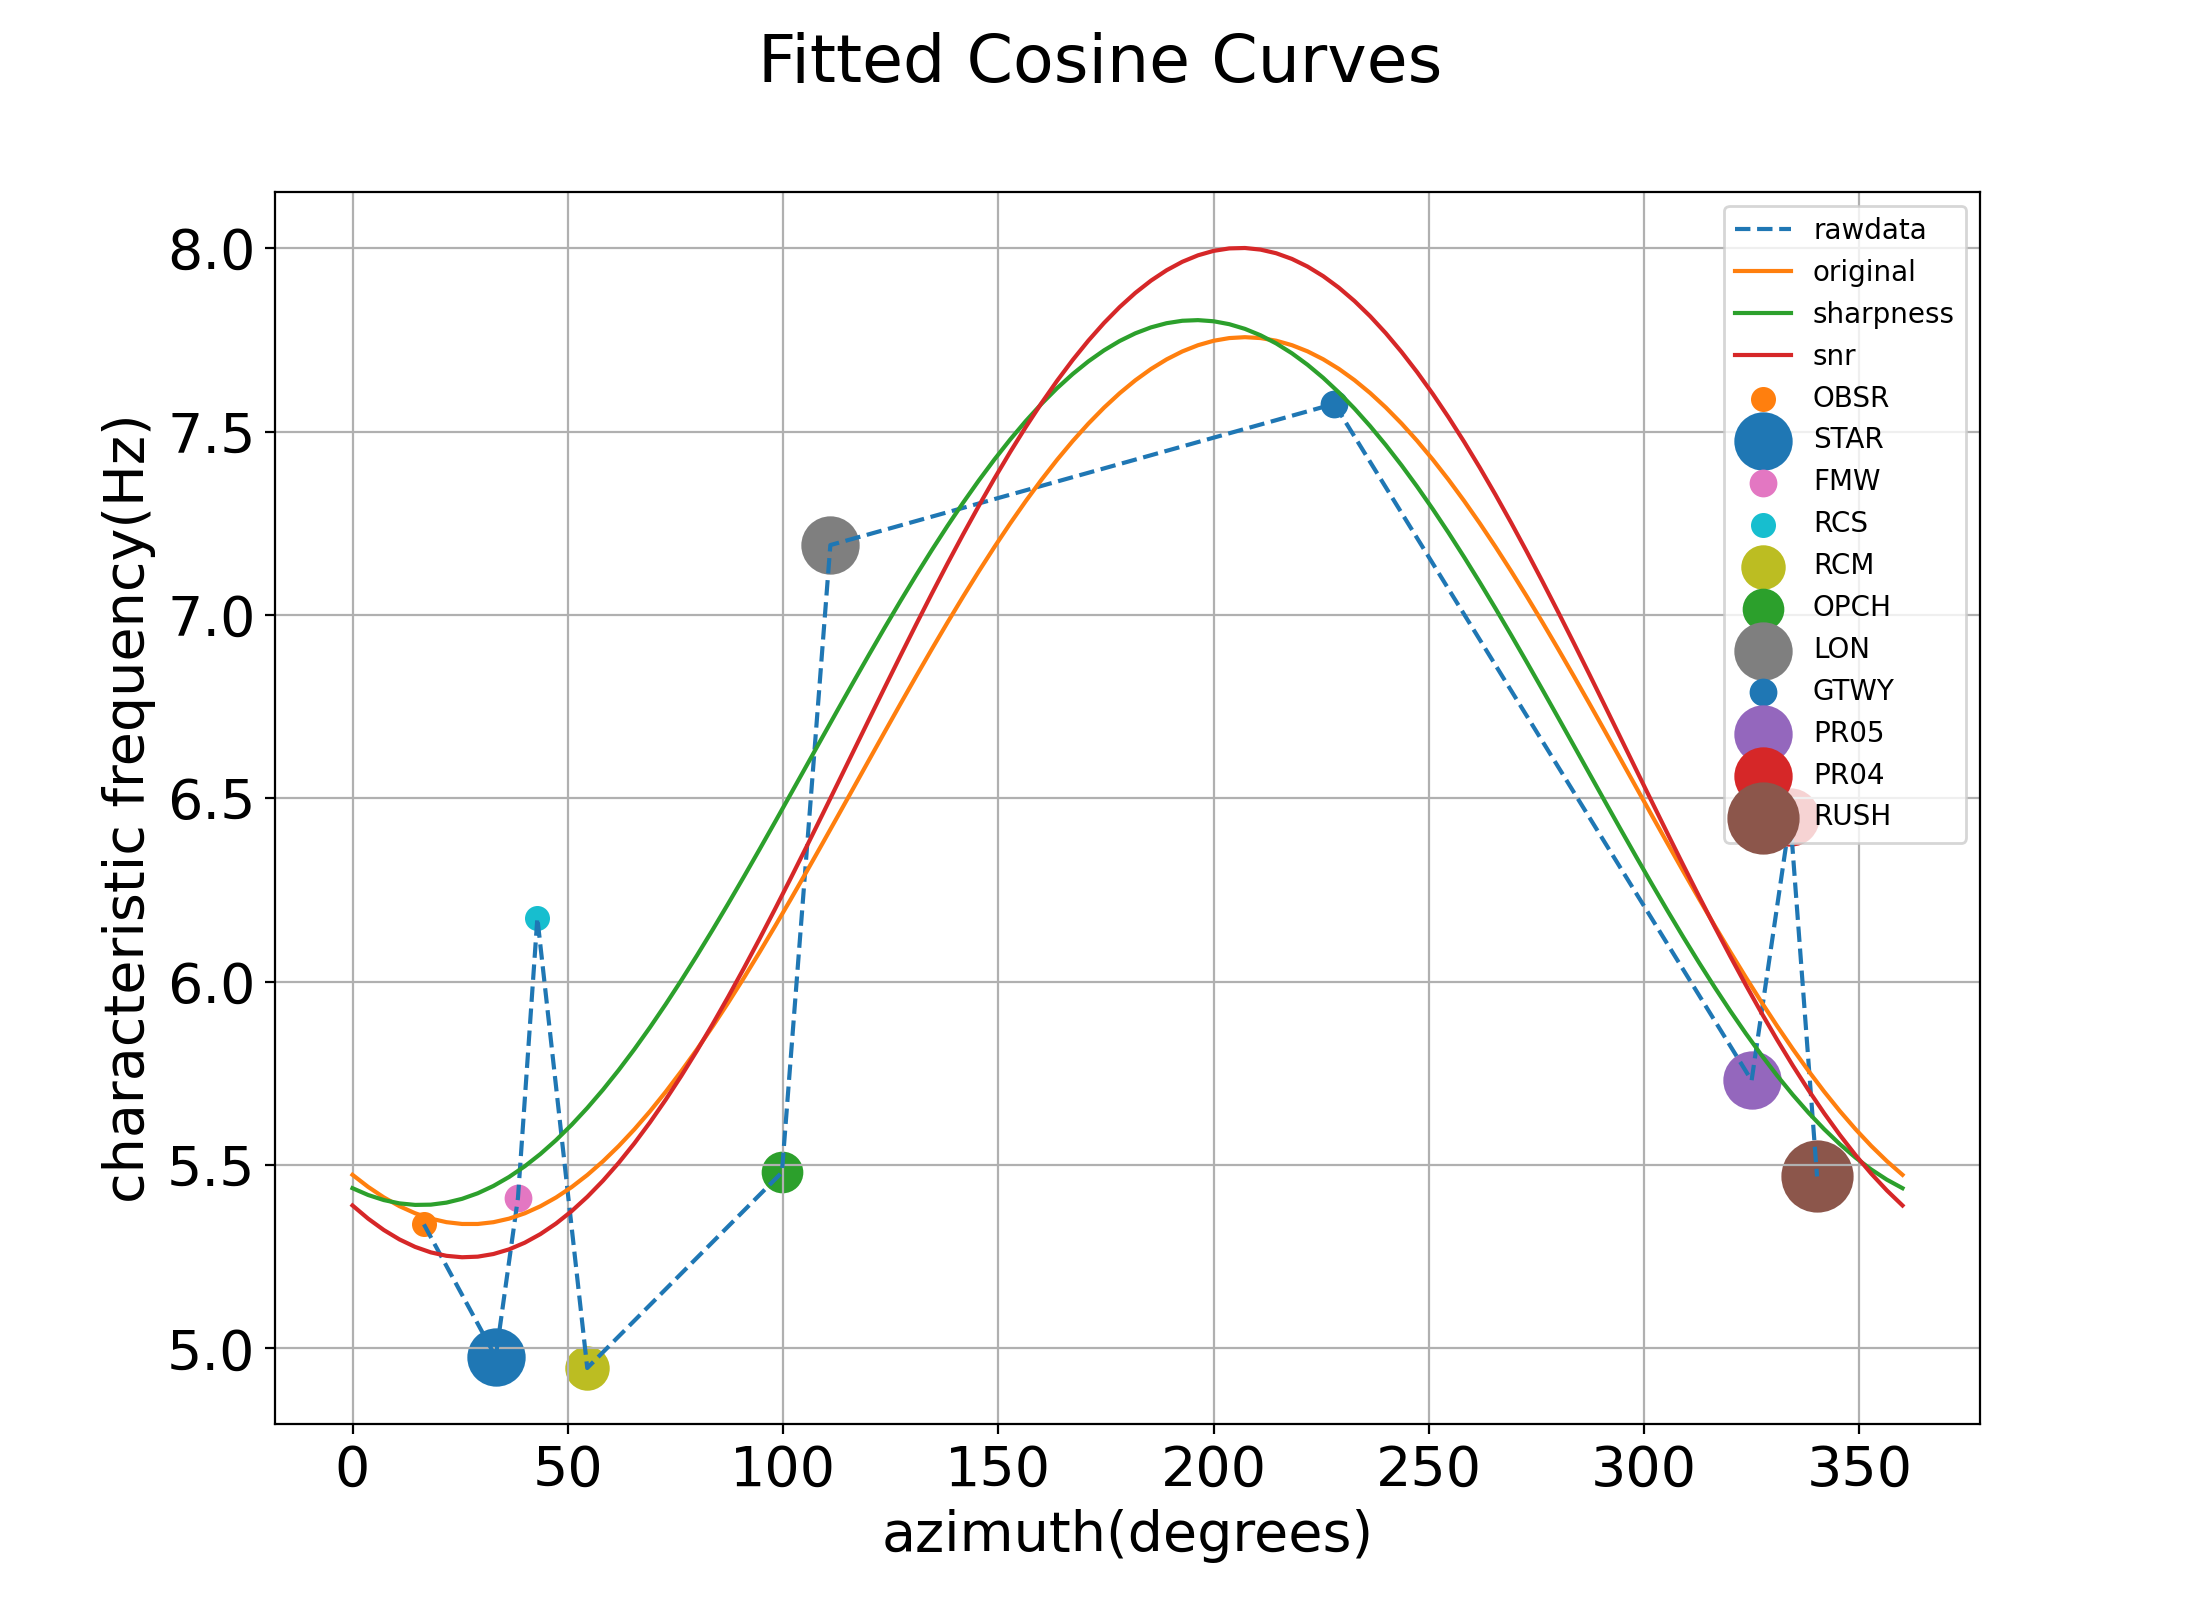 Fitted Cosine Curves
characteristic frequency(Hz)
8.0
7.5
7.0
6.5
6.0
5.5
5.0
0 50 100 150 200 250 300 350
azimuth(degrees)
rawdata
original
sharpness
snr
OBSR
STAR
FMW
RCS
RCM
OPCH
LON
GTWY
PR05
PR04
RUSH